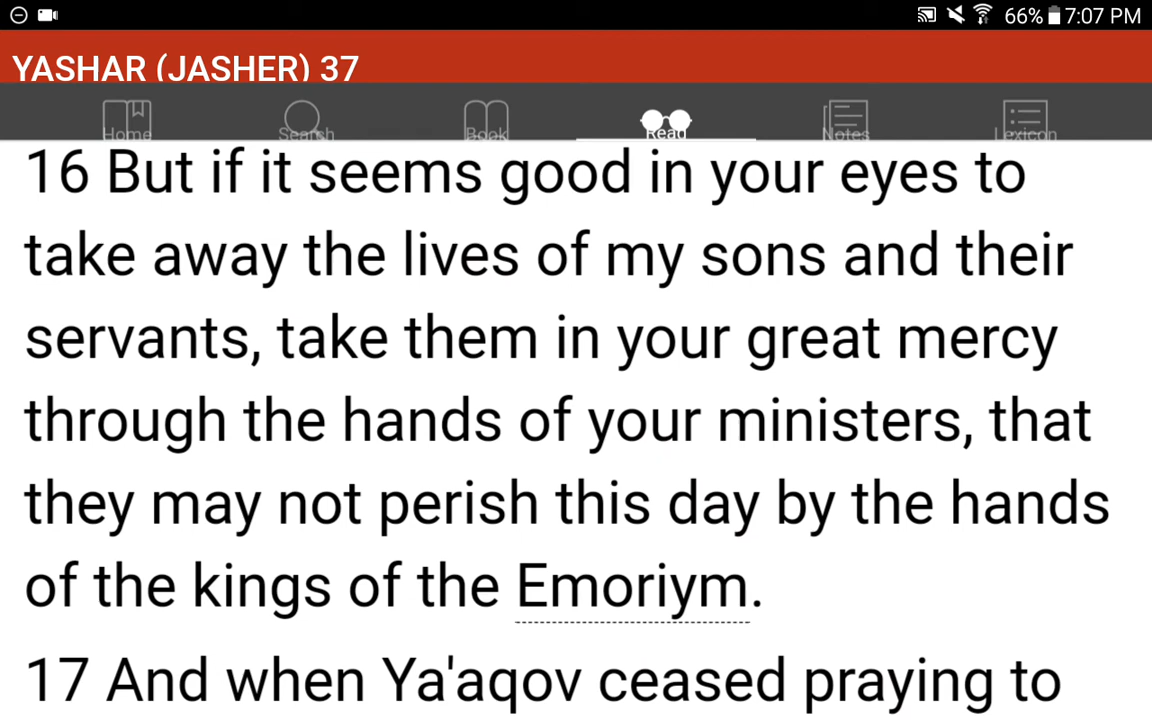 66% 7:07 PM
YASHAR (JASHER) 37
Home Search Book Read Notes Lexicon
16 But if it seems good in your eyes to
take away the lives of my sons and their
servants, take them in your great mercy
through the hands of your ministers, that
they may not perish this day by the hands
of the kings of the Emoriym.
17 And when Ya'aqov ceased praying to